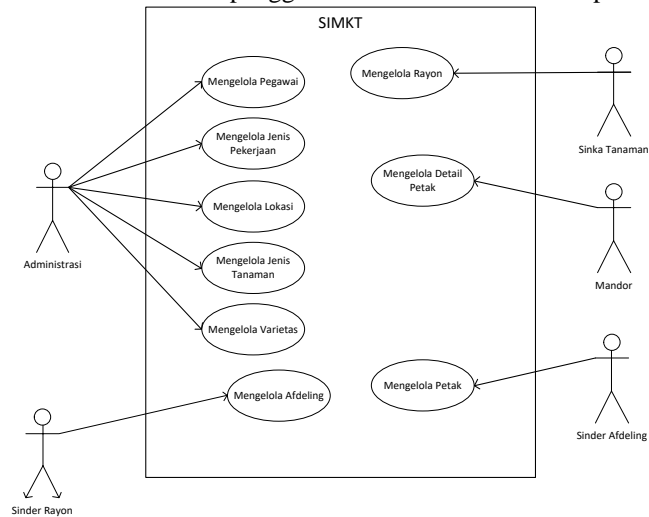 SIMKT
Mengelola Pegawai
Mengelola Rayon
Sinka Tanaman
Mengelola Jenis
Pekerjaan
Mengelola Detail
Petak
Mengelola Lokasi
Administrasi
Mandor
Mengelola Jenis
Tanaman
Mengelola Varietas
Mengelola Afdeling
Mengelola Petak
Sinder Afdeling
Sinder Rayon